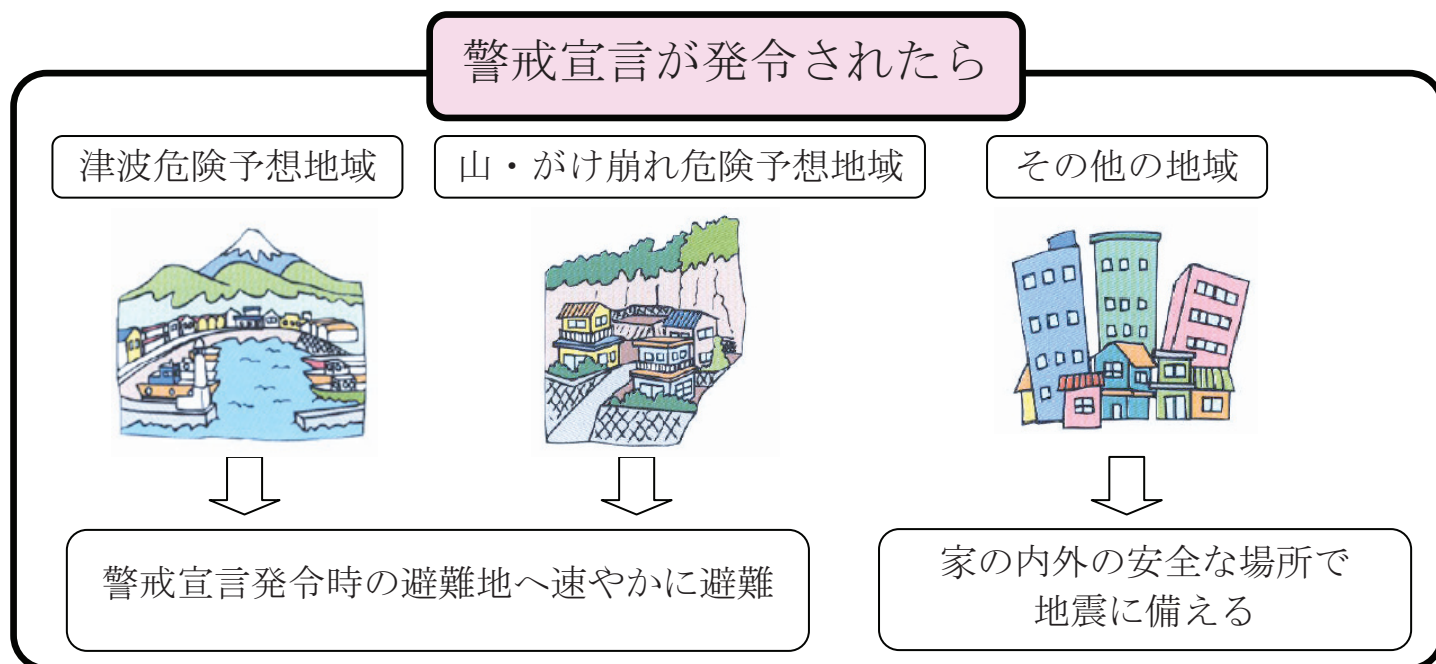 警戒宣言が発令されたら
津波危険予想地域
山・がけ崩れ危険予想地域
その他の地域
警戒宣言発令時の避難地へ速やかに避難
家の内外の安全な場所で
地震に備える